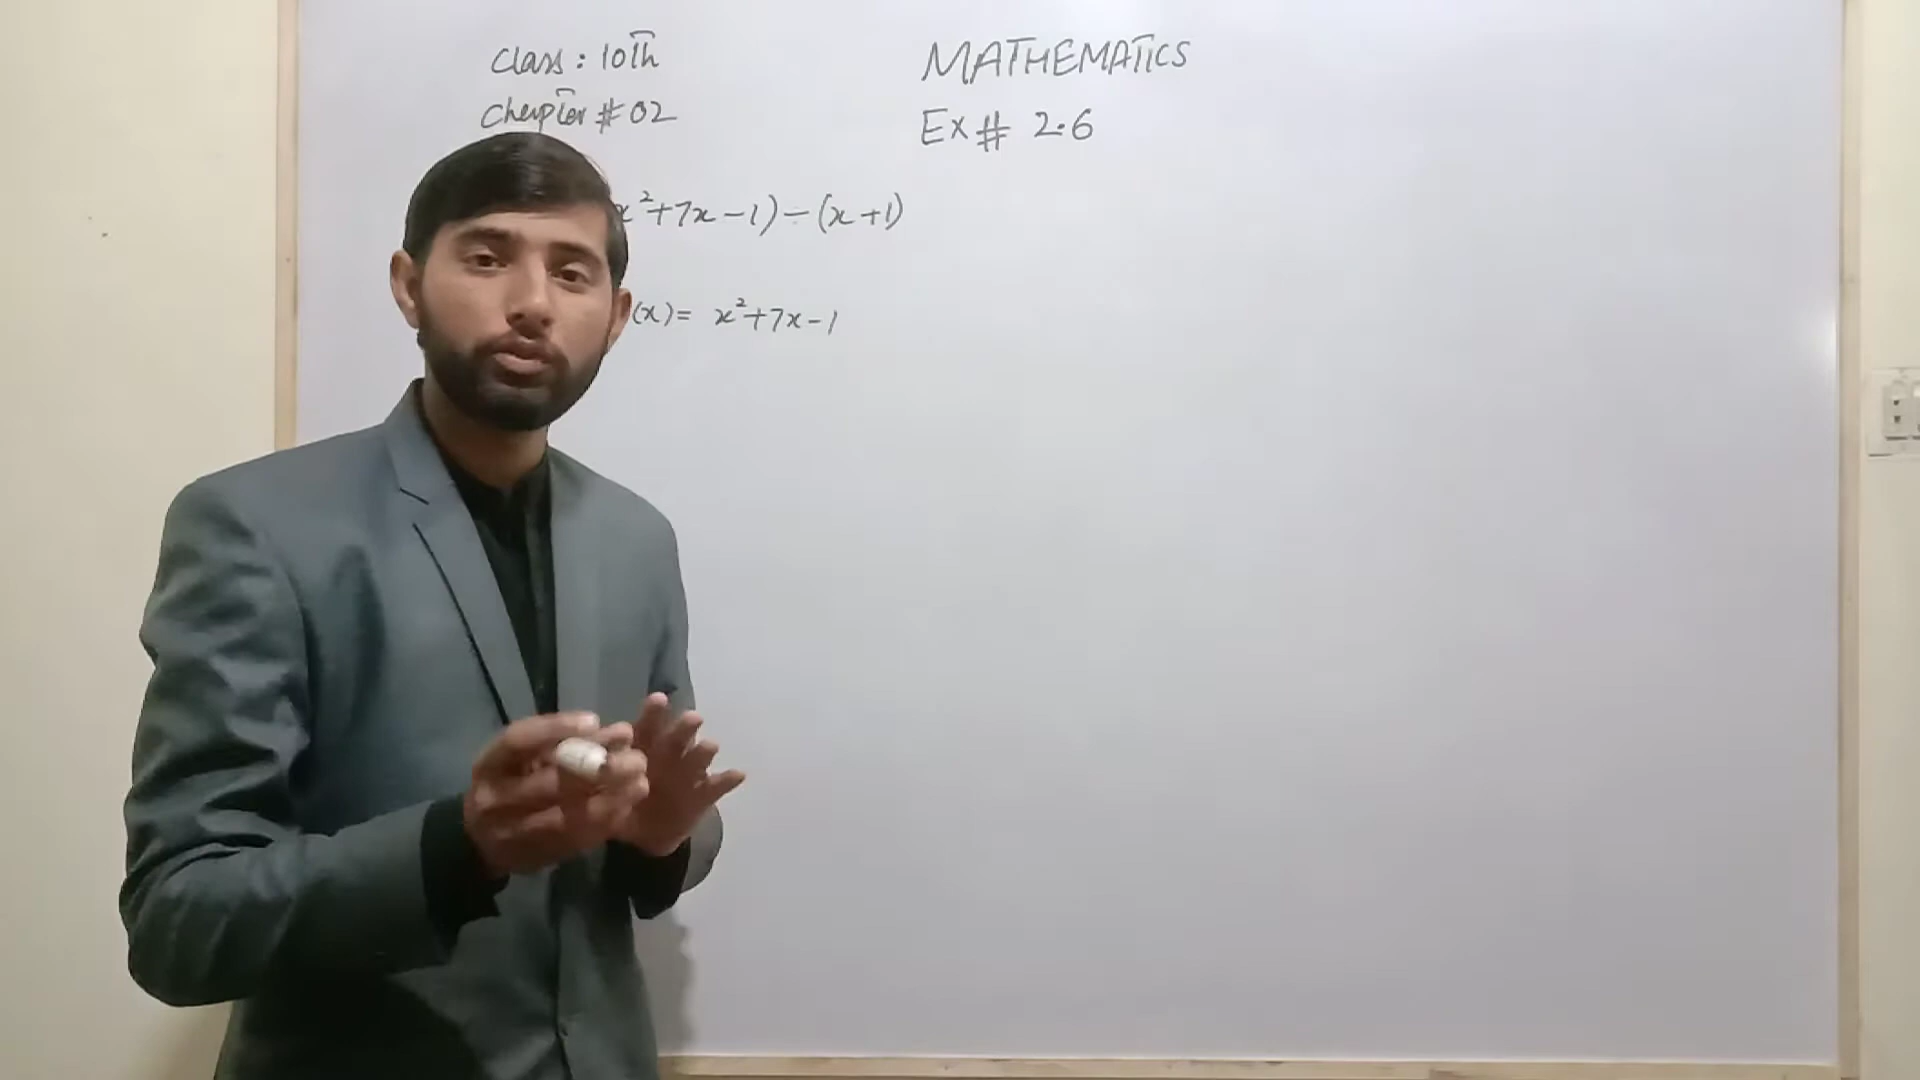 Class: 10th
Chapter # 02
MATHEMATICS
Ex# 2.6
x²+7x-1)÷(x+1)
(x)= x²+7x-1